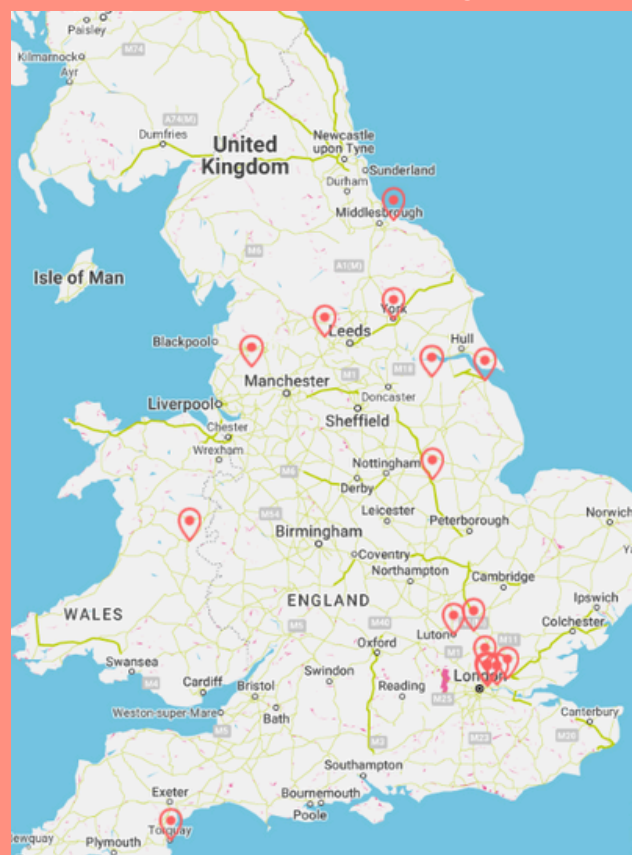 Paisley
M74
Kilmarnock
Ayr
A74(M)
Dumfries
United
Kingdom
Newcastle
upon Tyne
Sunderland
Durham
Middlesbrough
M6
A1(M)
Isle of Man
York
Leeds
Blackpool
Hull
M18
M1
Manchester
Doncaster
Liverpool
Sheffield
Chester
Wrexham
Nottingham
M6
Derby
Leicester
Norwich
M54
Peterborough
Birmingham
Coventry
Northampton
Cambridge
ENGLAND
Ipswich
WALES
M5
M40
Luton
Colchester
M11
Oxford
M1
Swansea
London
Swindon
Cardiff
M4
Reading
Bristol
M25
Weston-super-Mare
Bath
Canterbury
M5
M3
M23
M20
Southampton
Exeter
Bournemouth
Poole
Torquay
ewquay
Plymouth